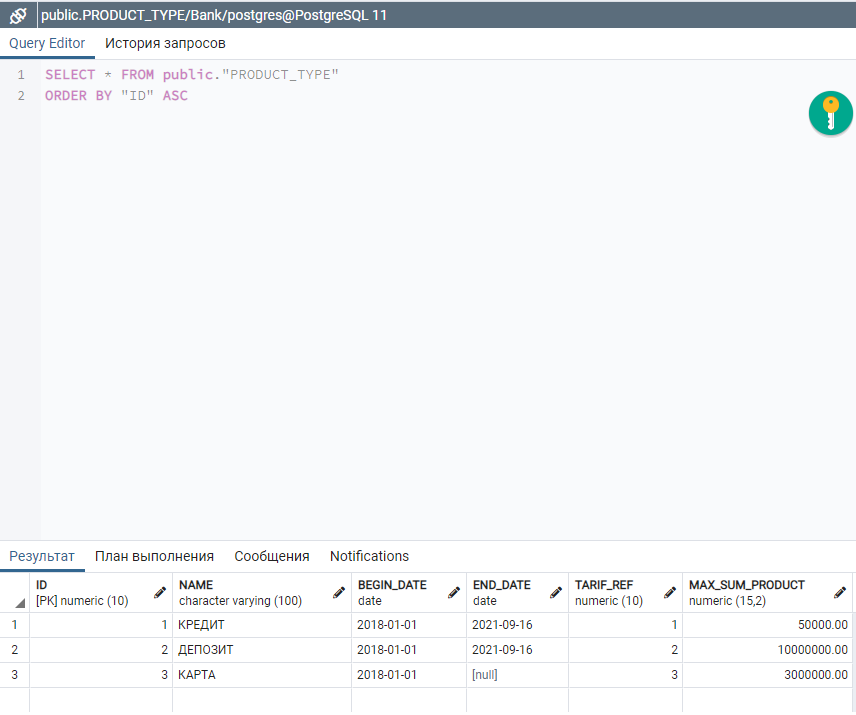 public.PRODUCT_TYPE/Bank/postgres@PostgreSQL 11
Query Editor История запросов
1 SELECT * FROM public."PRODUCT_TYPE"
2 ORDER BY "ID" ASC
Результат План выполнения Сообщения Notifications
ID NAME BEGIN_DATE END_DATE TARIF_REF MAX_SUM_PRODUCT
[PK] numeric (10) character varying (100) date date numeric (10) numeric (15,2)
1 1 КРЕДИТ 2018-01-01 2021-09-16 1 50000.00
2 2 ДЕПОЗИТ 2018-01-01 2021-09-16 2 10000000.00
3 3 КАРТА 2018-01-01 [null] 3 3000000.00